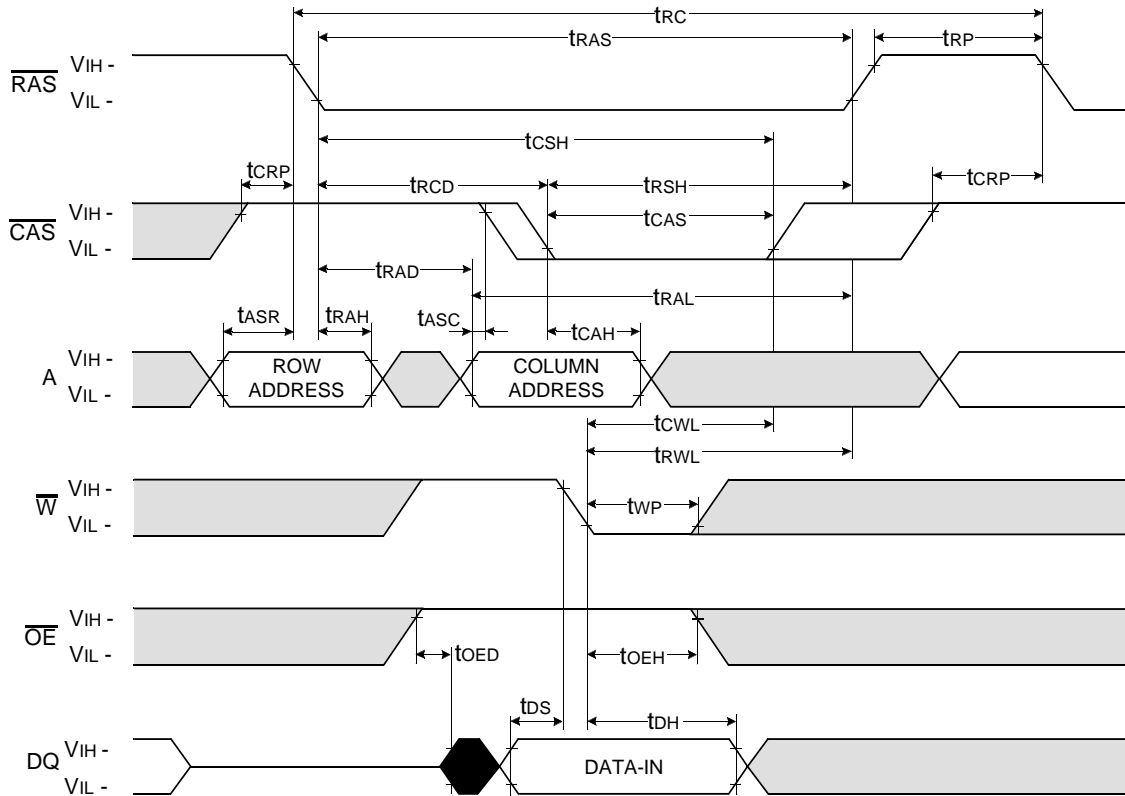 tRC
tRAS
tRP
RAS
VIH -
VIL -
tCSH
tCRP
tRCD
tRSH
tCRP
CAS
VIH -
VIL -
tCAS
tRAD
tRAL
tASR
tRAH
tASC
tCAH
A
VIH -
VIL -
ROW
ADDRESS
COLUMN
ADDRESS
tCWL
tRWL
W
VIH -
VIL -
tWP
OE
VIH -
VIL -
tOED
tOEH
tDS
tDH
DQ
VIH -
VIL -
DATA-IN